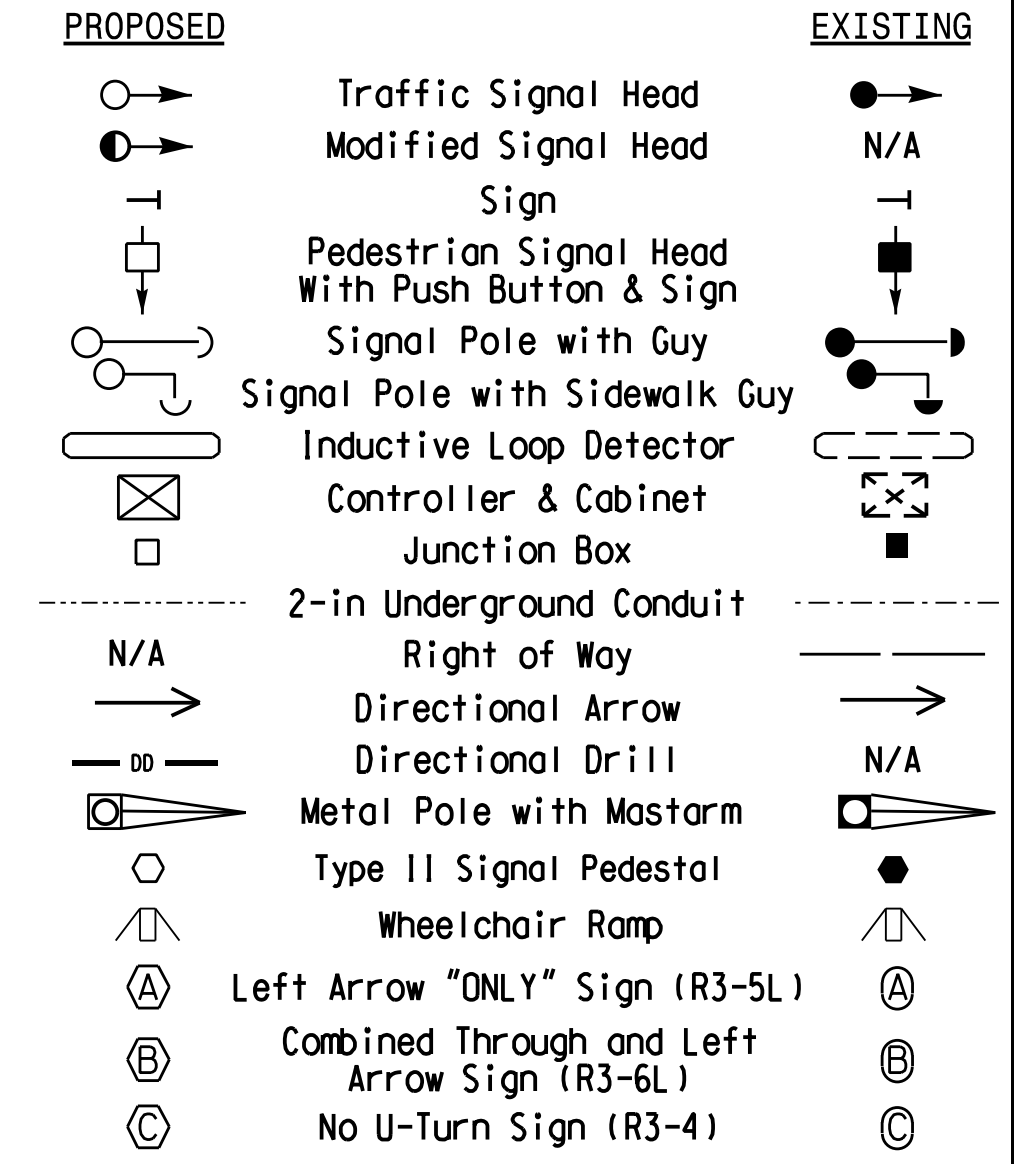 PROPOSED EXISTING
Traffic Signal Head
Modified Signal Head N/A
Sign
Pedestrian Signal Head
With Push Button & Sign
Signal Pole with Guy
Signal Pole with Sidewalk Guy
Inductive Loop Detector
Controller & Cabinet
Junction Box
2-in Underground Conduit
N/A Right of Way
Directional Arrow
DD Directional Drill N/A
Metal Pole with Mastarm
Type II Signal Pedestal
Wheelchair Ramp
A Left Arrow "ONLY" Sign (R3-5L) A
Combined Through and Left
B Arrow Sign (R3-6L) B
C No U-Turn Sign (R3-4) C